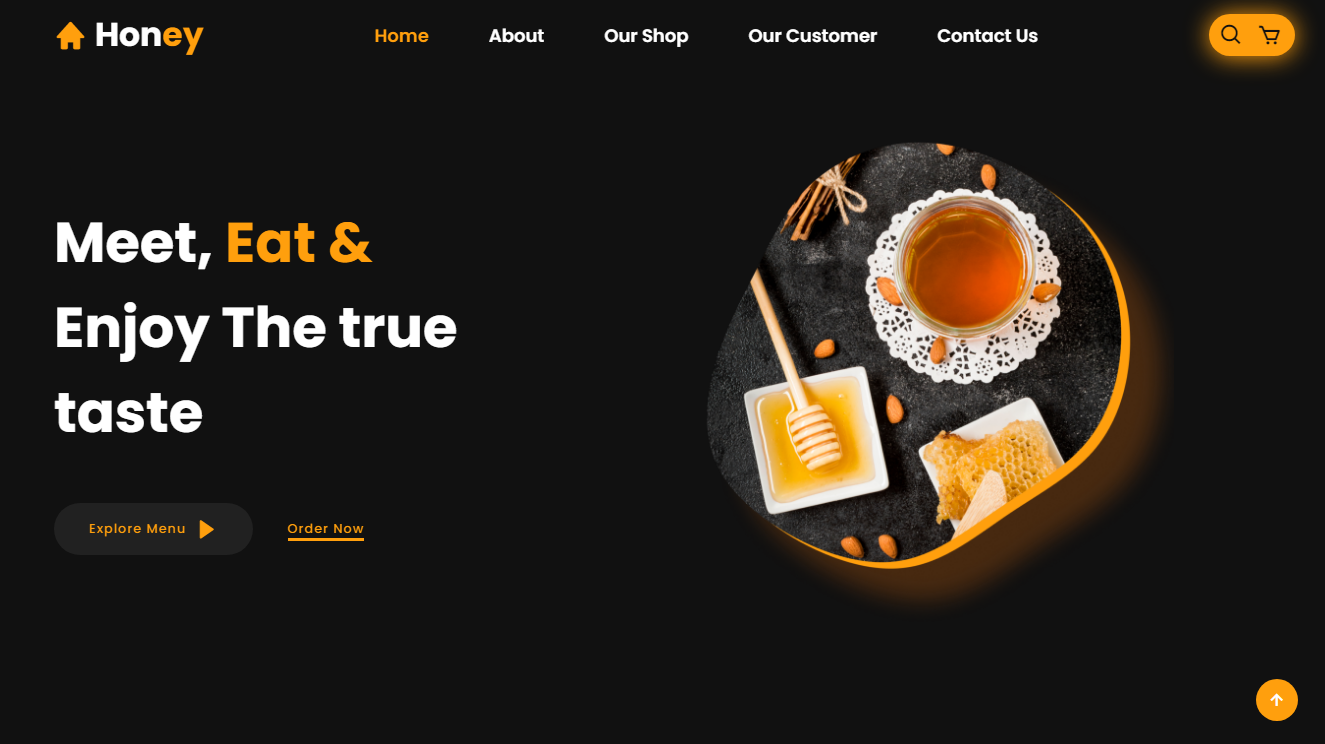 Honey
Home
About
Our Shop
Our Customer
Contact Us
Meet, Eat &
Enjoy The true
taste
Explore Menu
Order Now